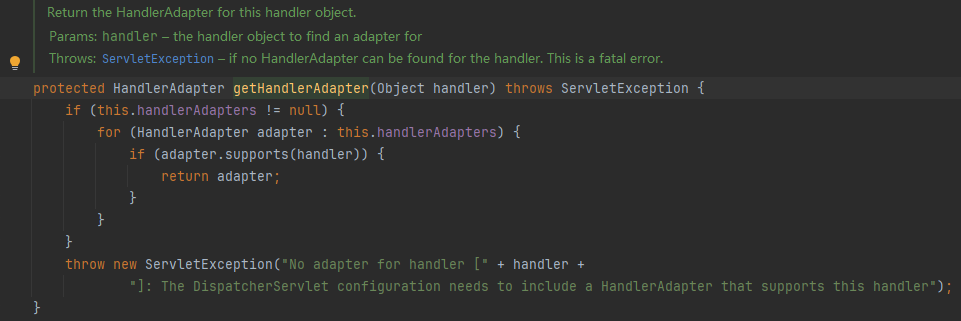 Return the HandlerAdapter for this handler object.
Params: handler – the handler object to find an adapter for
Throws: ServletException – if no HandlerAdapter can be found for the handler. This is a fatal error.
protected HandlerAdapter getHandlerAdapter(Object handler) throws ServletException {
    if (this.handlerAdapters != null) {
        for (HandlerAdapter adapter : this.handlerAdapters) {
            if (adapter.supports(handler)) {
                return adapter;
            }
        }
    }
    throw new ServletException("No adapter for handler [" + handler +
            "]: The DispatcherServlet configuration needs to include a HandlerAdapter that supports this handler");
}